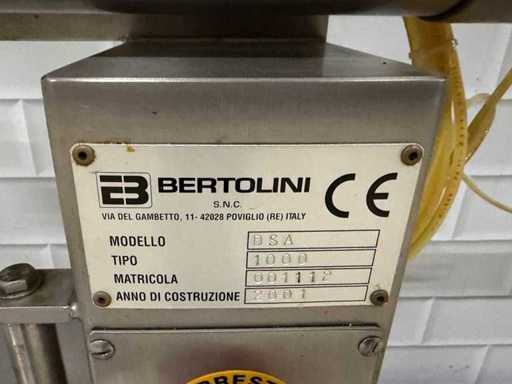 BERTOLINI
S.N.C.
VIA DEL GAMBETTO, 11- 42028 POVIGLIO (RE) ITALY
CE
MODELLO DSA
TIPO 1000
MATRICOLA 001112
ANNO DI COSTRUZIONE 2001